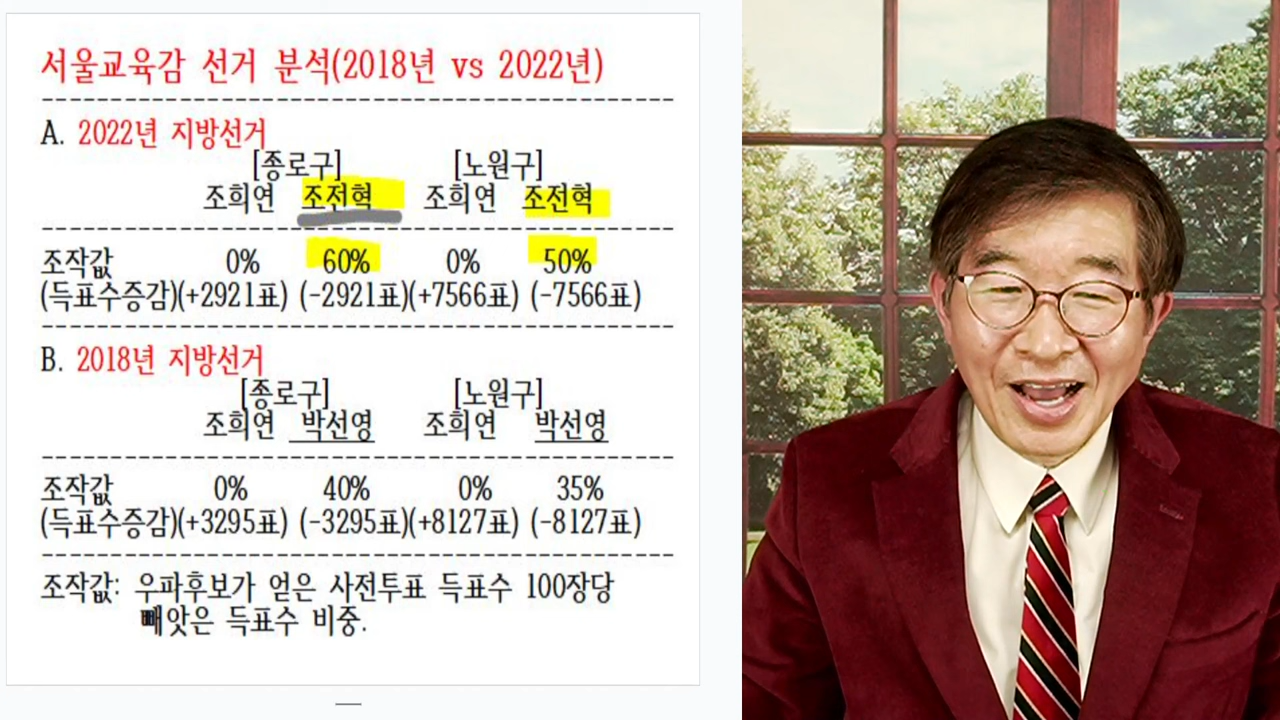 서울교육감 선거 분석(2018년 vs 2022년)
A. 2022년 지방선거
[종로구] [노원구]
조희연 조전혁 조희연 조전혁
조작값 0% 60% 0% 50%
(득표수증감)(+2921표) (-2921표)(+7566표) (-7566표)
B. 2018년 지방선거
[종로구] [노원구]
조희연 박선영 조희연 박선영
조작값 0% 40% 0% 35%
(득표수증감)(+3295표) (-3295표)(+8127표) (-8127표)
조작값: 우파후보가 얻은 사전투표 득표수 100장당
빼앗은 득표수 비중.